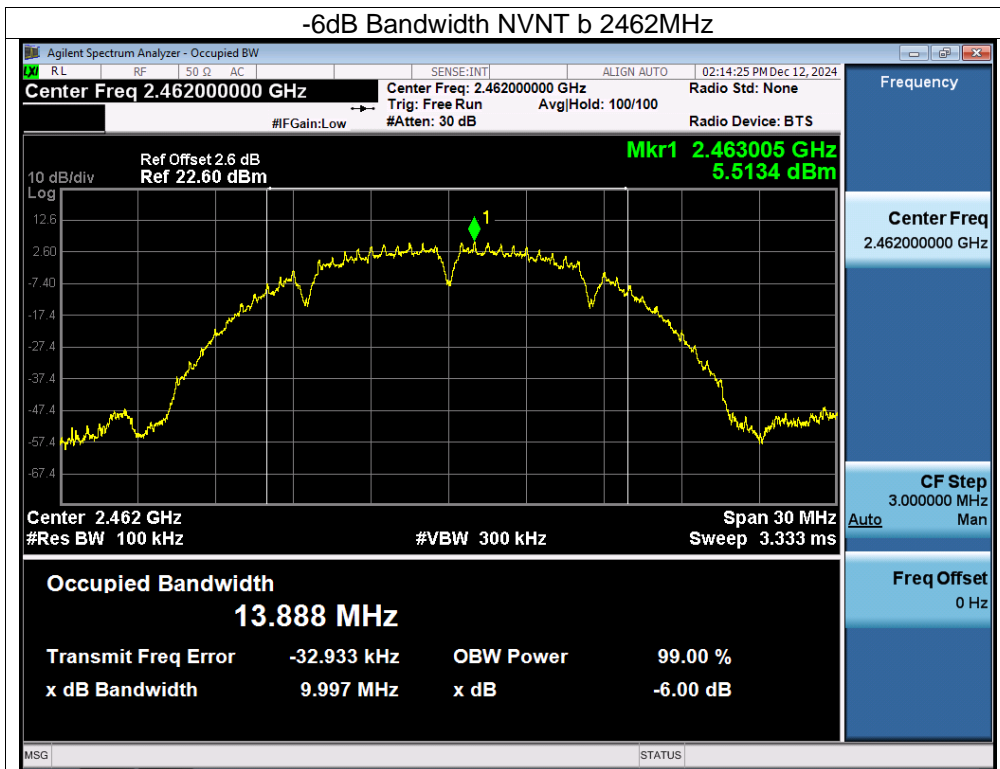 -6dB Bandwidth NVNT b 2462MHz
Agilent Spectrum Analyzer - Occupied BW
LXI RL RF 50 Ω AC SENSE:INT ALIGN AUTO 02:14:25 PM Dec 12, 2024
Center Freq 2.462000000 GHz Center Freq: 2.462000000 GHz Radio Std: None Frequency
Trig: Free Run Avg|Hold: 100/100
#IFGain:Low #Atten: 30 dB Radio Device: BTS
Ref Offset 2.6 dB Mkr1 2.463005 GHz
10 dB/div Ref 22.60 dBm 5.5134 dBm
Log
12.6
2.60
-7.40
-17.4
-27.4
-37.4
-47.4
-57.4
-67.4
1
Center Freq
2.462000000 GHz
CF Step
3.000000 MHz
Auto Man
Center 2.462 GHz Span 30 MHz
#Res BW 100 kHz #VBW 300 kHz Sweep 3.333 ms
Freq Offset
0 Hz
Occupied Bandwidth
13.888 MHz
Transmit Freq Error -32.933 kHz OBW Power 99.00 %
x dB Bandwidth 9.997 MHz x dB -6.00 dB
MSG STATUS